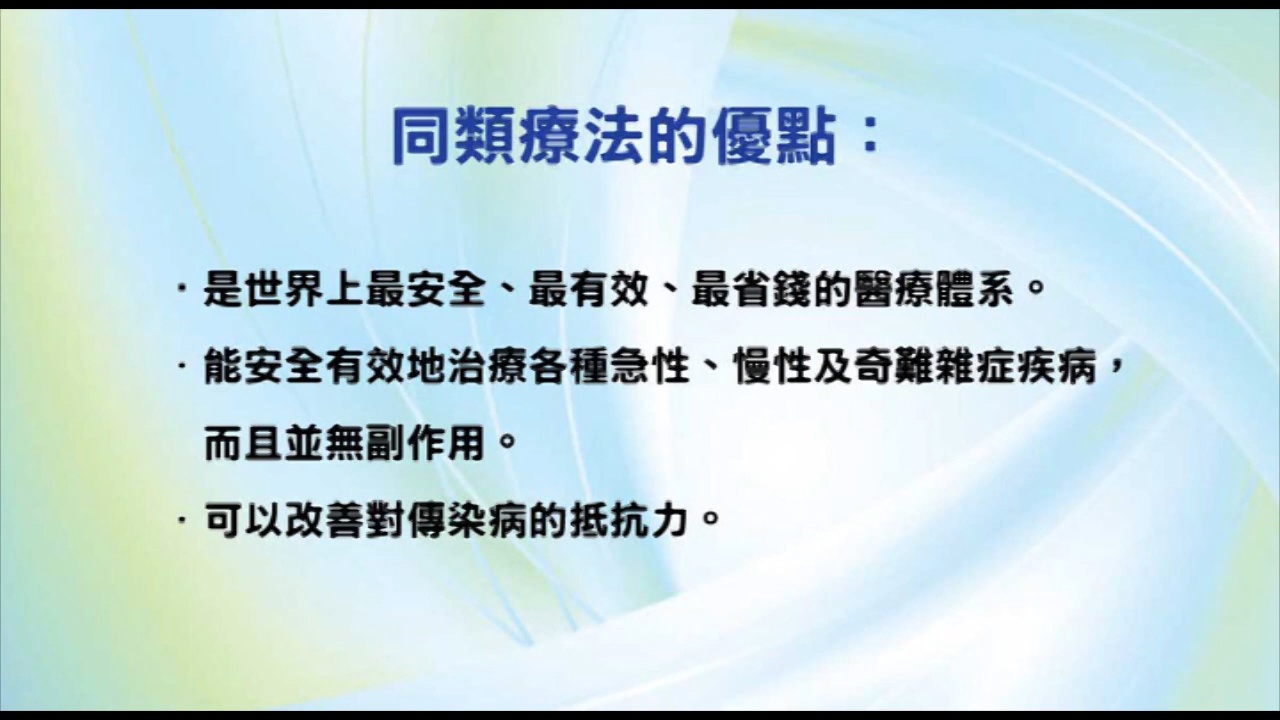 同類療法的優點：
·是世界上最安全、最有效、最省錢的醫療體系。
·能安全有效地治療各種急性、慢性及奇難雜症疾病，
而且並無副作用。
·可以改善對傳染病的抵抗力。